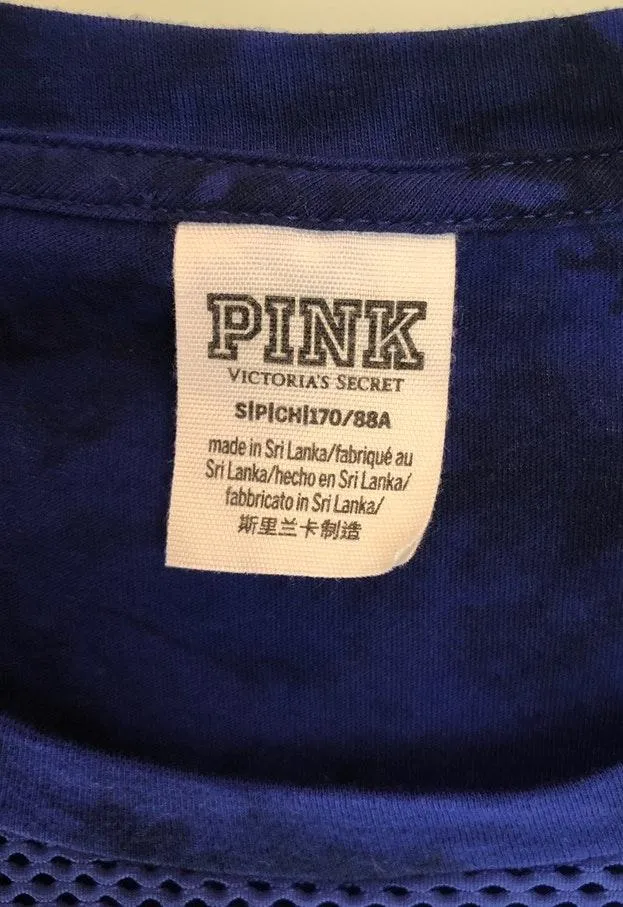 PINK
VICTORIA'S SECRET
S|P|CH|170/88A
made in Sri Lanka/fabriqué au
Sri Lanka/hecho en Sri Lanka/
fabbricato in Sri Lanka/
斯里兰卡制造